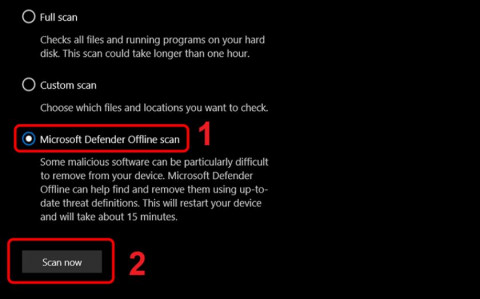 Full scan
Checks all files and running programs on your hard
disk. This scan could take longer than one hour.
Custom scan
Choose which files and locations you want to check.
Microsoft Defender Offline scan 1
Some malicious software can be particularly difficult
to remove from your device. Microsoft Defender
Offline can help find and remove them using up-to-
date threat definitions. This will restart your device
and will take about 15 minutes.
Scan now 2